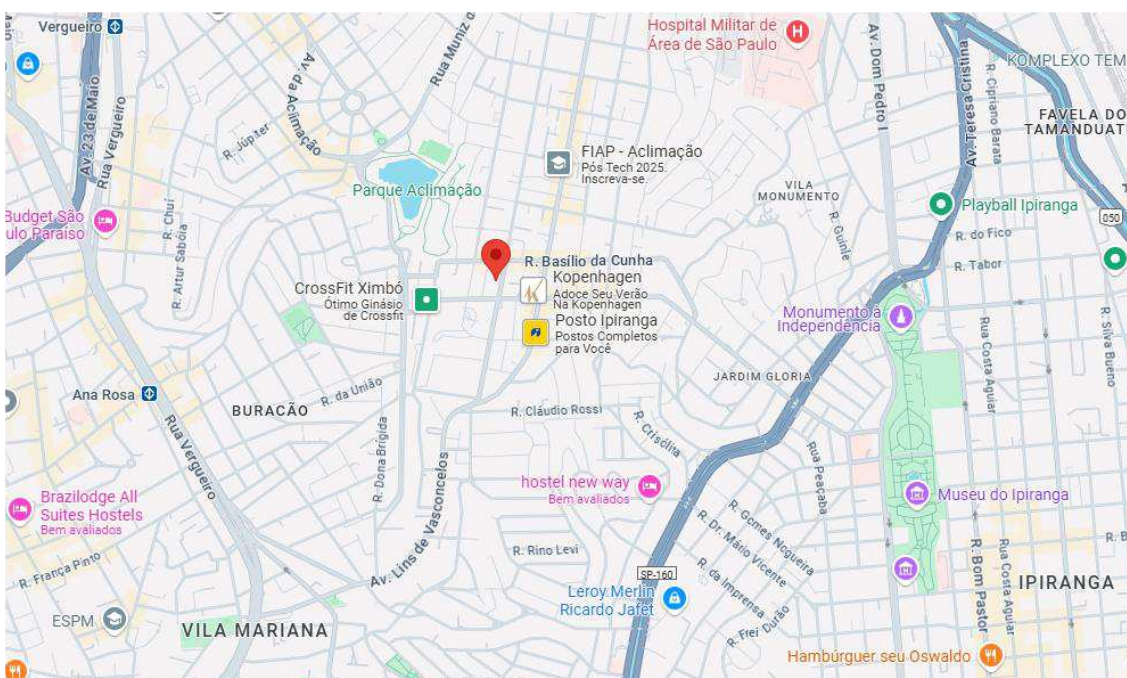 Vergueiro
Hospital Militar de
Área de São Paulo
KOMPLEXO TEM
Rua Muniz d
Av. da Aclimação
Av. Dom Pedro I
Av. Teresa Cristina
R. Cipriano Barata
FAVELA DO
TAMANDUAT
Av. 23 de Maio
Rua Vergueiro
R. Júpiter
FIAP - Aclimação
Pós Tech 2025.
Inscreva-se.
Parque Aclimação
VILA
MONUMENTO
Playball Ipiranga
050
Budget São
ulo Paraíso
R. Chuí
R. Artur Sabóia
R. Guinle
R. do Fico
R. Tabor
R. Basílio da Cunha
CrossFit Ximbó
Ótimo Ginásio
de Crossfit
Kopenhagen
Adoce Seu Verão
Na Kopenhagen
Posto Ipiranga
Postos Completos
para Você
Monumento à
Independência
Rua Costa Aguiar
R. Silva Bueno
JARDIM GLORIA
Ana Rosa
BURACÃO
R. da União
R. Cláudio Rossi
R. Crisólita
Rua Vergueiro
R. Dona Brígida
Av. Lins de Vasconcelos
Rua Peaçaba
hostel new way
Bem avaliados
Museu do Ipiranga
Brazilodge All
Suites Hostels
Bem avaliados
R. Gomes Nogueira
R. Dr. Mário Vicente
R. da Imprensa
R. Frei Durão
R. Rino Levi
R. B
R. Bom Pastor
Rua Costa Aguiar
R. França Pinto
SP-160
Leroy Merlin
Ricardo Jafet
IPIRANGA
ESPM
VILA MARIANA
Hambúrguer seu Oswaldo